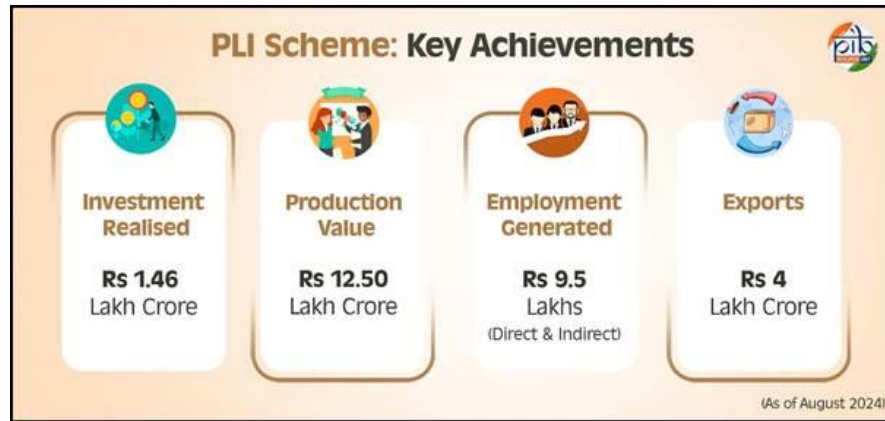 PLI Scheme: Key Achievements
Investment
Realised
Rs 1.46
Lakh Crore
Production
Value
Rs 12.50
Lakh Crore
Employment
Generated
Rs 9.5
Lakhs
(Direct & Indirect)
Exports
Rs 4
Lakh Crore
(As of August 2024)